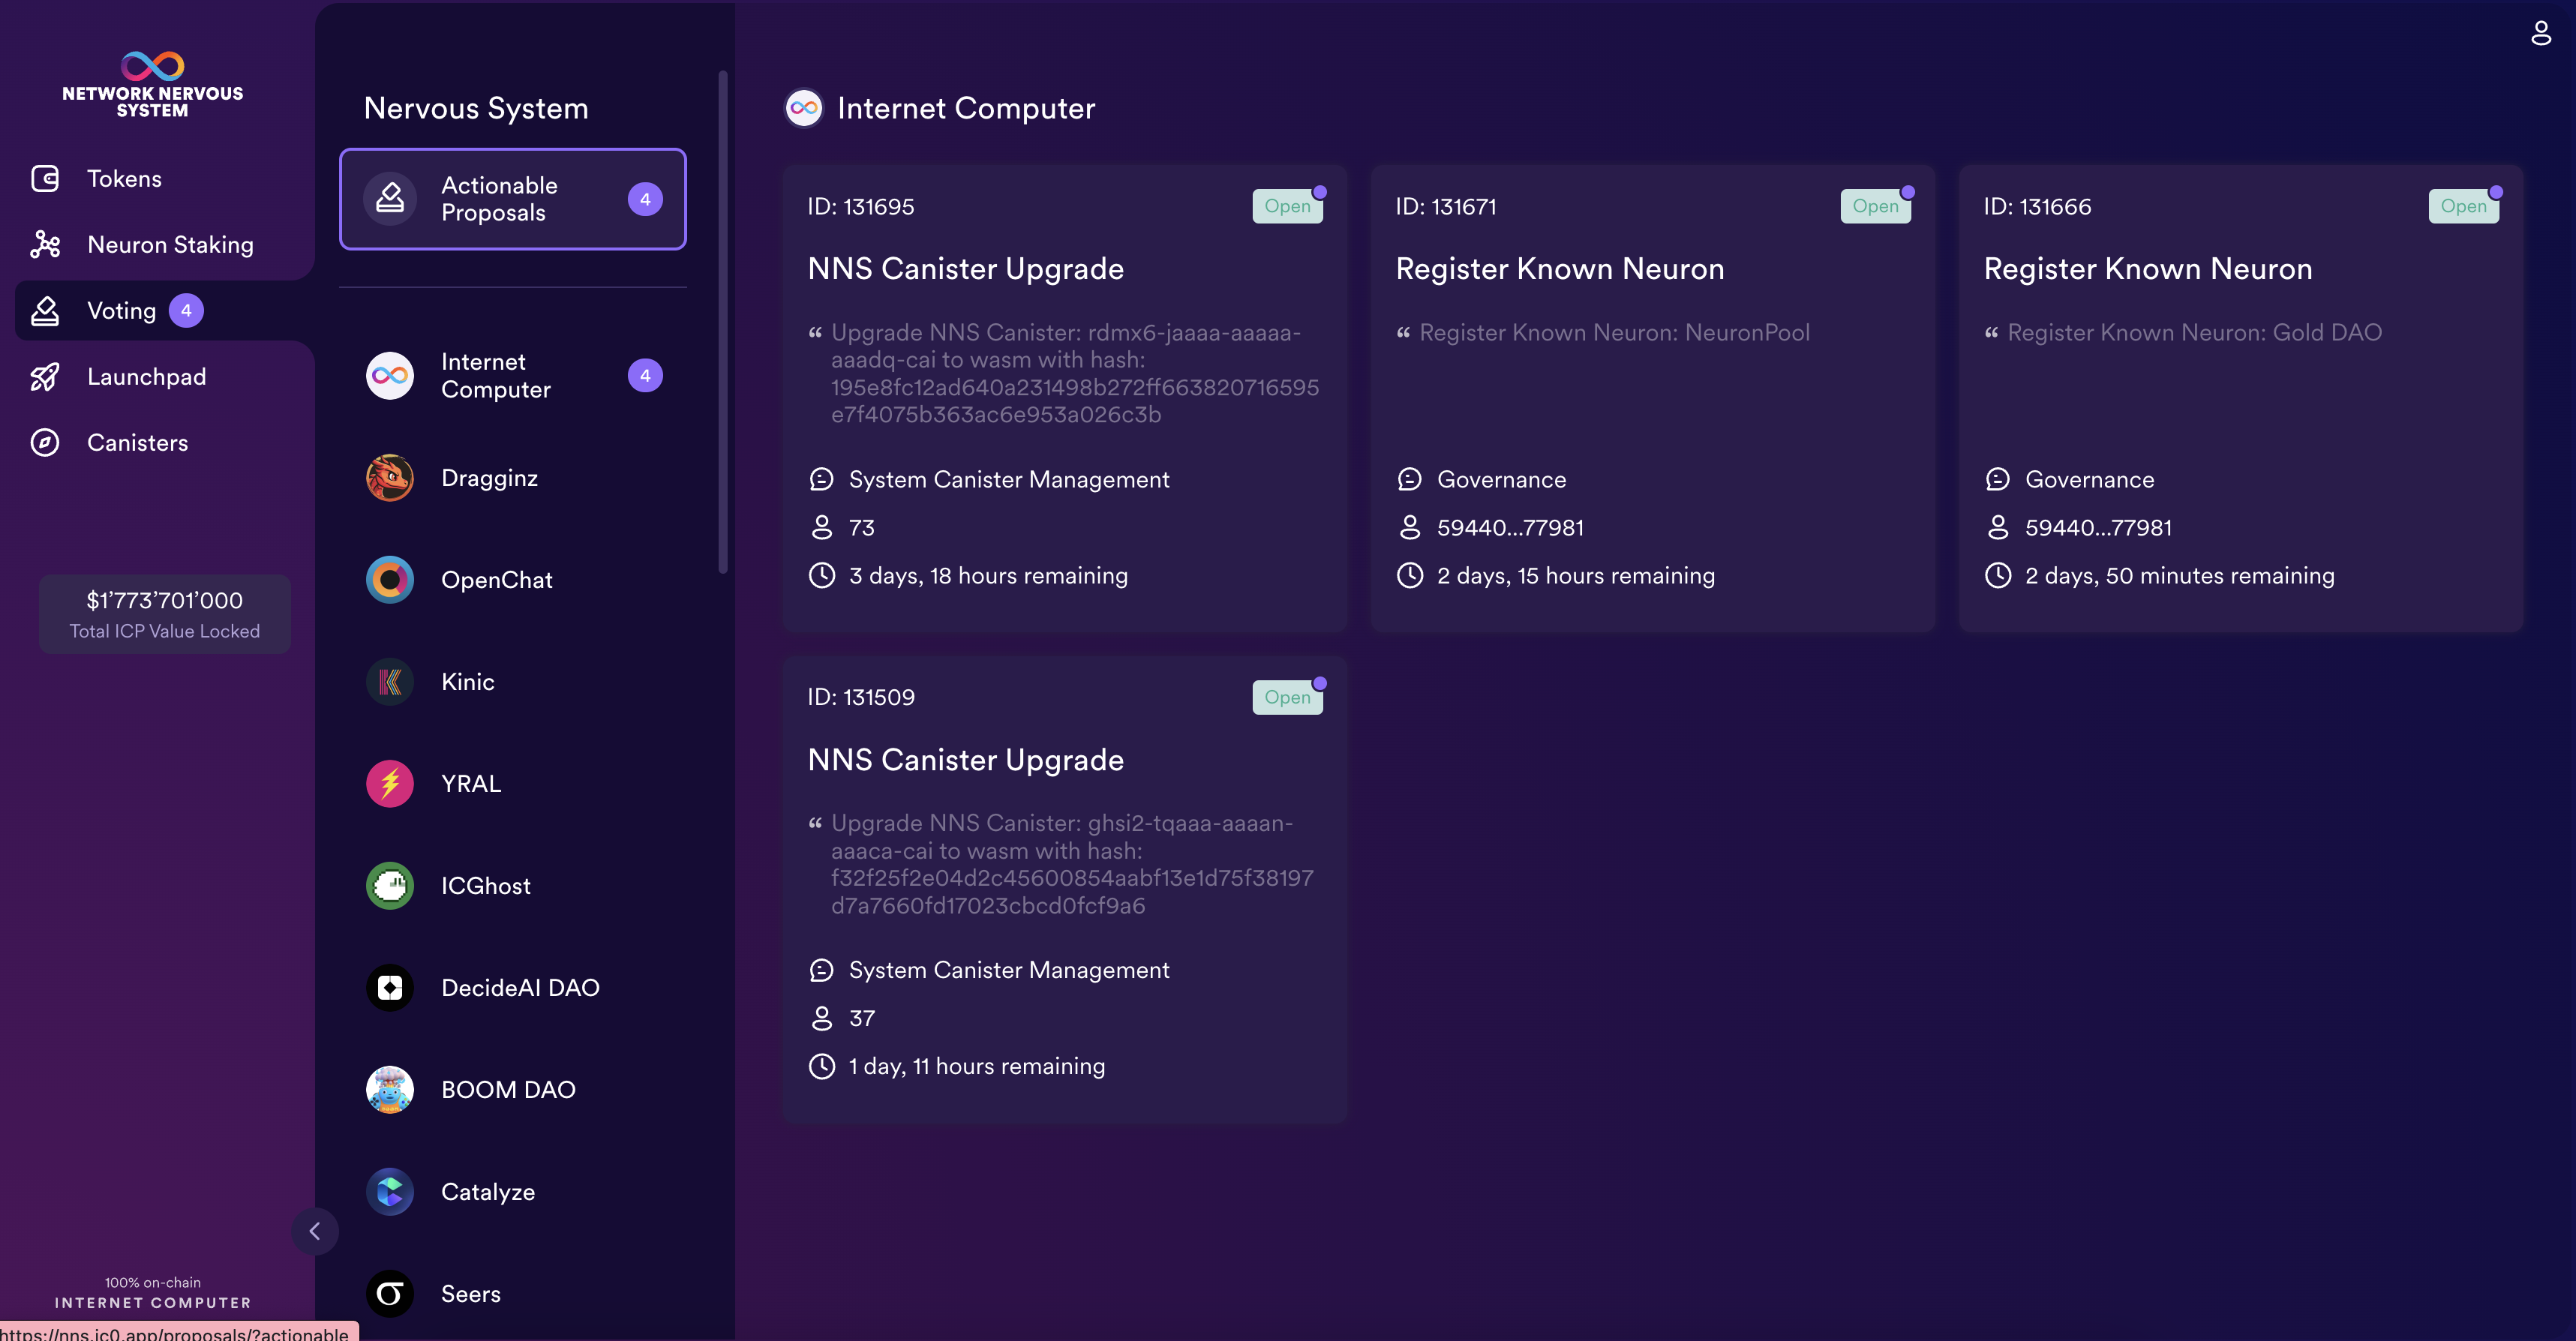 NETWORK NERVOUS
SYSTEM
Tokens
Neuron Staking
Voting 4
Launchpad
Canisters
$1’773’701’000
Total ICP Value Locked
100% on-chain
INTERNET COMPUTER
https://nns.ic0.app/proposals/?actionable
Nervous System
Actionable
Proposals
4
Internet
Computer
4
Dragginz
OpenChat
Kinic
YRAL
ICGhost
DecideAI DAO
BOOM DAO
Catalyze
Seers
Internet Computer
ID: 131695
Open
NNS Canister Upgrade
“ Upgrade NNS Canister: rdmx6-jaaaa-aaaaa-
aaadq-cai to wasm with hash:
195e8fc12ad640a231498b272ff663820716595
e7f4075b363ac6e953a026c3b
System Canister Management
73
3 days, 18 hours remaining
ID: 131671
Open
Register Known Neuron
“ Register Known Neuron: NeuronPool
Governance
59440...77981
2 days, 15 hours remaining
ID: 131666
Open
Register Known Neuron
“ Register Known Neuron: Gold DAO
Governance
59440...77981
2 days, 50 minutes remaining
ID: 131509
Open
NNS Canister Upgrade
“ Upgrade NNS Canister: ghsi2-tqaaa-aaaan-
aaaca-cai to wasm with hash:
f32f25f2e04d2c45600854aabf13e1d75f38197
d7a7660fd17023cbcd0fcf9a6
System Canister Management
37
1 day, 11 hours remaining